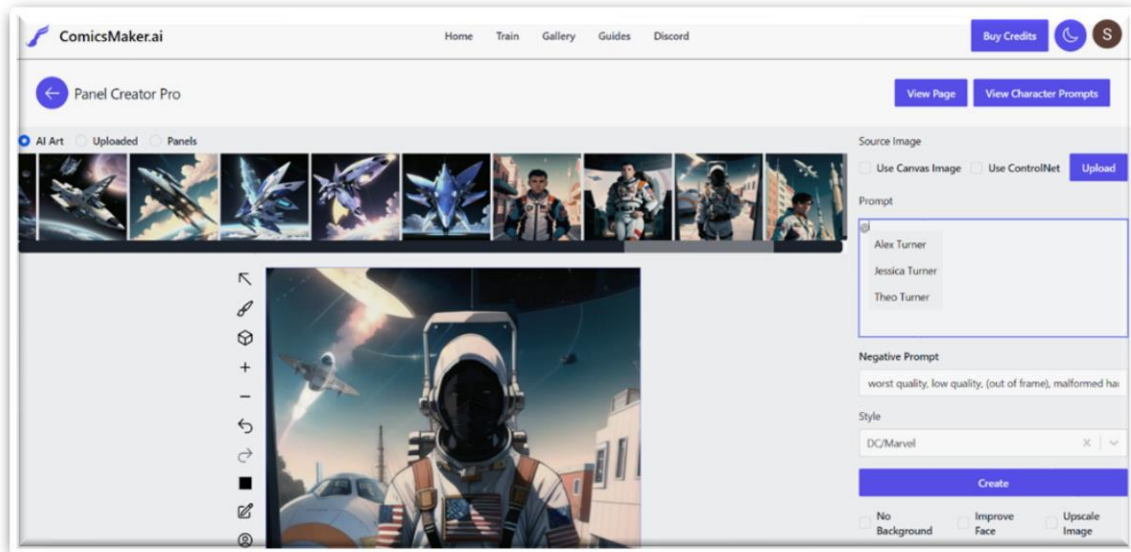 ComicsMaker.ai
Home Train Gallery Guides Discord
Buy Credits
S
Panel Creator Pro
View Page
View Character Prompts
AI Art Uploaded Panels
Source Image
Use Canvas Image Use ControlNet Upload
Prompt
@
Alex Turner
Jessica Turner
Theo Turner
Negative Prompt
worst quality, low quality, (out of frame), malformed ha
Style
DC/Marvel
Create
No Background
Improve Face
Upscale Image